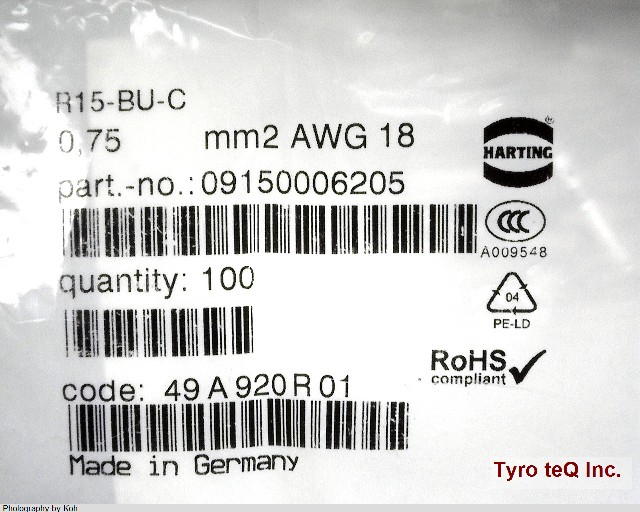 R15-BU-C
0,75 mm2 AWG 18
part.-no.: 09150006205
quantity: 100
code: 49 A 920 R 01
Made in Germany
HARTING
®
CCC
A009548
04
PE-LD
RoHS
compliant
Tyro teQ Inc.
Photography by Koh